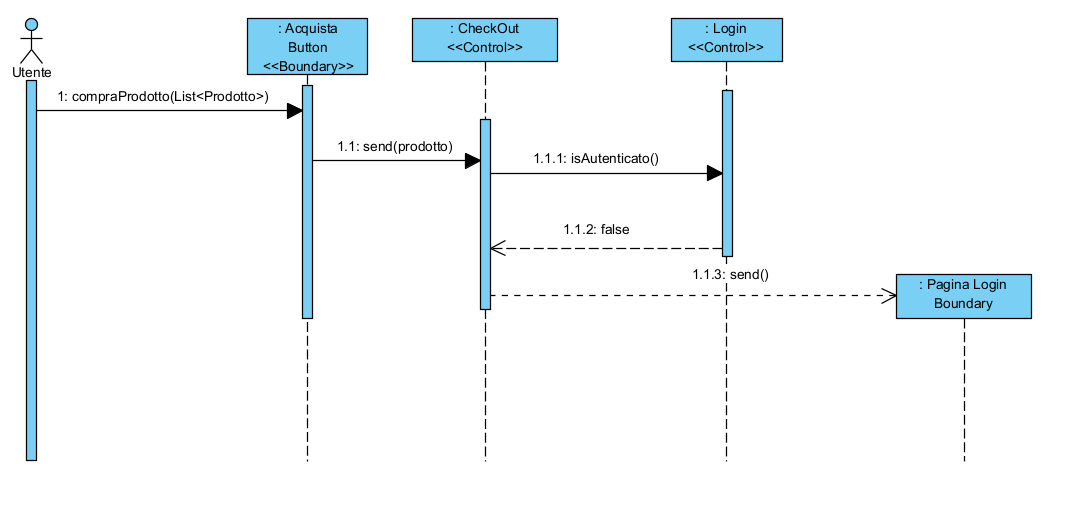 Utente
: Acquista
Button
<<Boundary>>
: CheckOut
<<Control>>
: Login
<<Control>>
1: compraProdotto(List<Prodotto>)
1.1: send(prodotto)
1.1.1: isAutenticato()
1.1.2: false
1.1.3: send()
: Pagina Login
Boundary